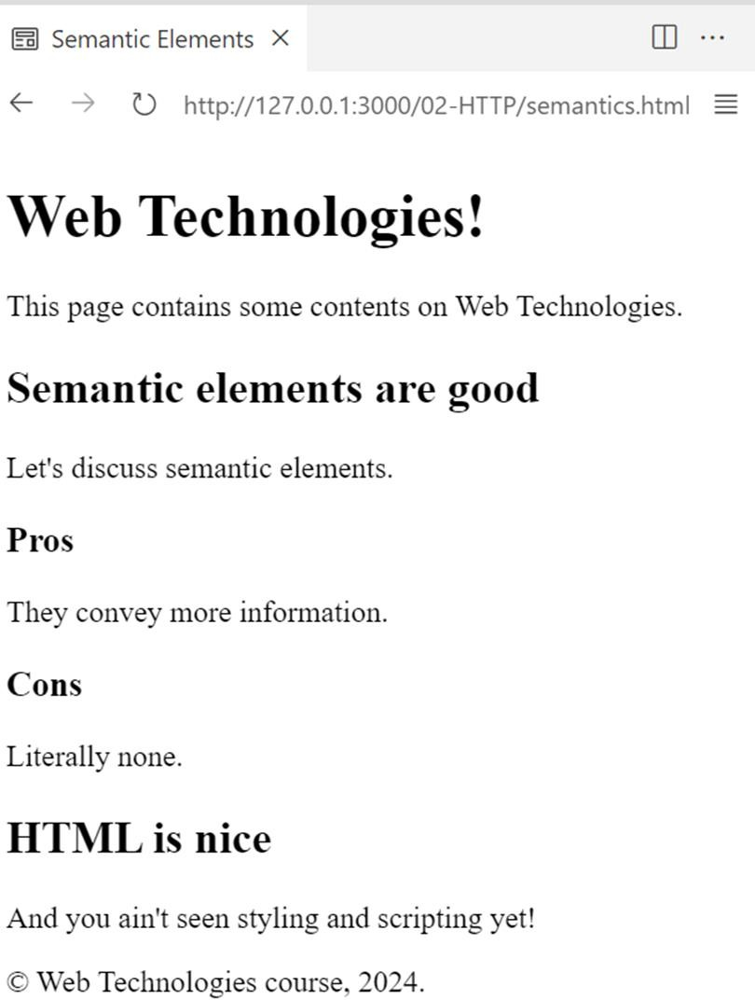 Semantic Elements
http://127.0.0.1:3000/02-HTTP/semantics.html
Web Technologies!
This page contains some contents on Web Technologies.
Semantic elements are good
Let's discuss semantic elements.
Pros
They convey more information.
Cons
Literally none.
HTML is nice
And you ain't seen styling and scripting yet!
© Web Technologies course, 2024.